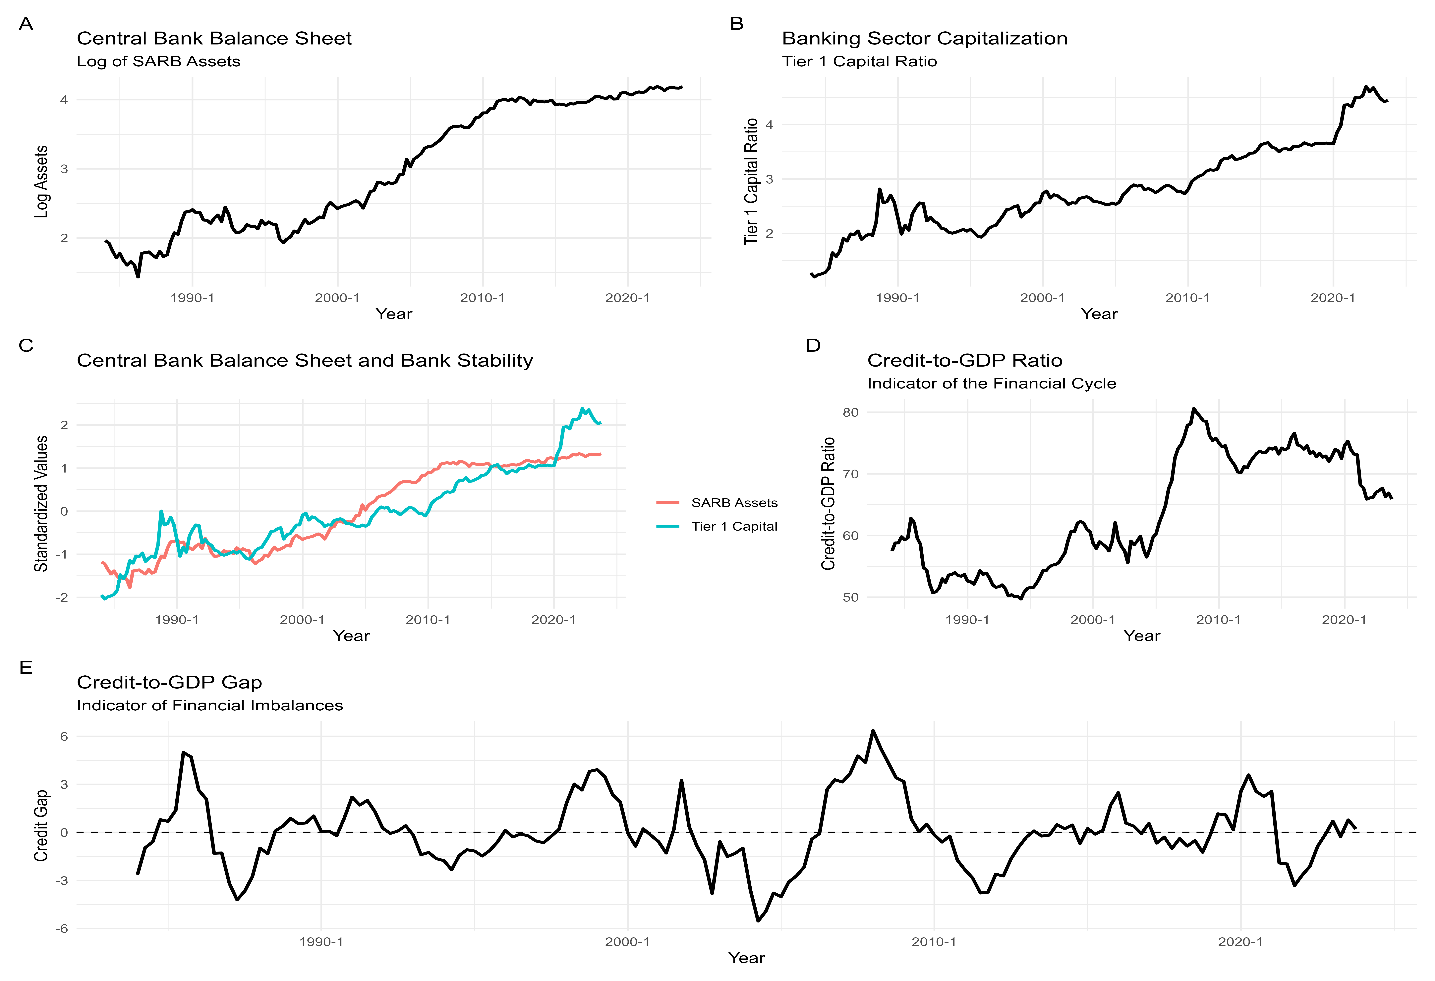 A
Central Bank Balance Sheet
Log of SARB Assets
Log Assets
4
3
2
1990-1 2000-1 2010-1 2020-1
Year
B
Banking Sector Capitalization
Tier 1 Capital Ratio
Tier 1 Capital Ratio
4
3
2
1990-1 2000-1 2010-1 2020-1
Year
C
Central Bank Balance Sheet and Bank Stability
Standardized Values
2
1
0
-1
-2
1990-1 2000-1 2010-1 2020-1
Year
SARB Assets
Tier 1 Capital
D
Credit-to-GDP Ratio
Indicator of the Financial Cycle
Credit-to-GDP Ratio
80
70
60
50
1990-1 2000-1 2010-1 2020-1
Year
E
Credit-to-GDP Gap
Indicator of Financial Imbalances
Credit Gap
6
3
0
-3
-6
1990-1 2000-1 2010-1 2020-1
Year